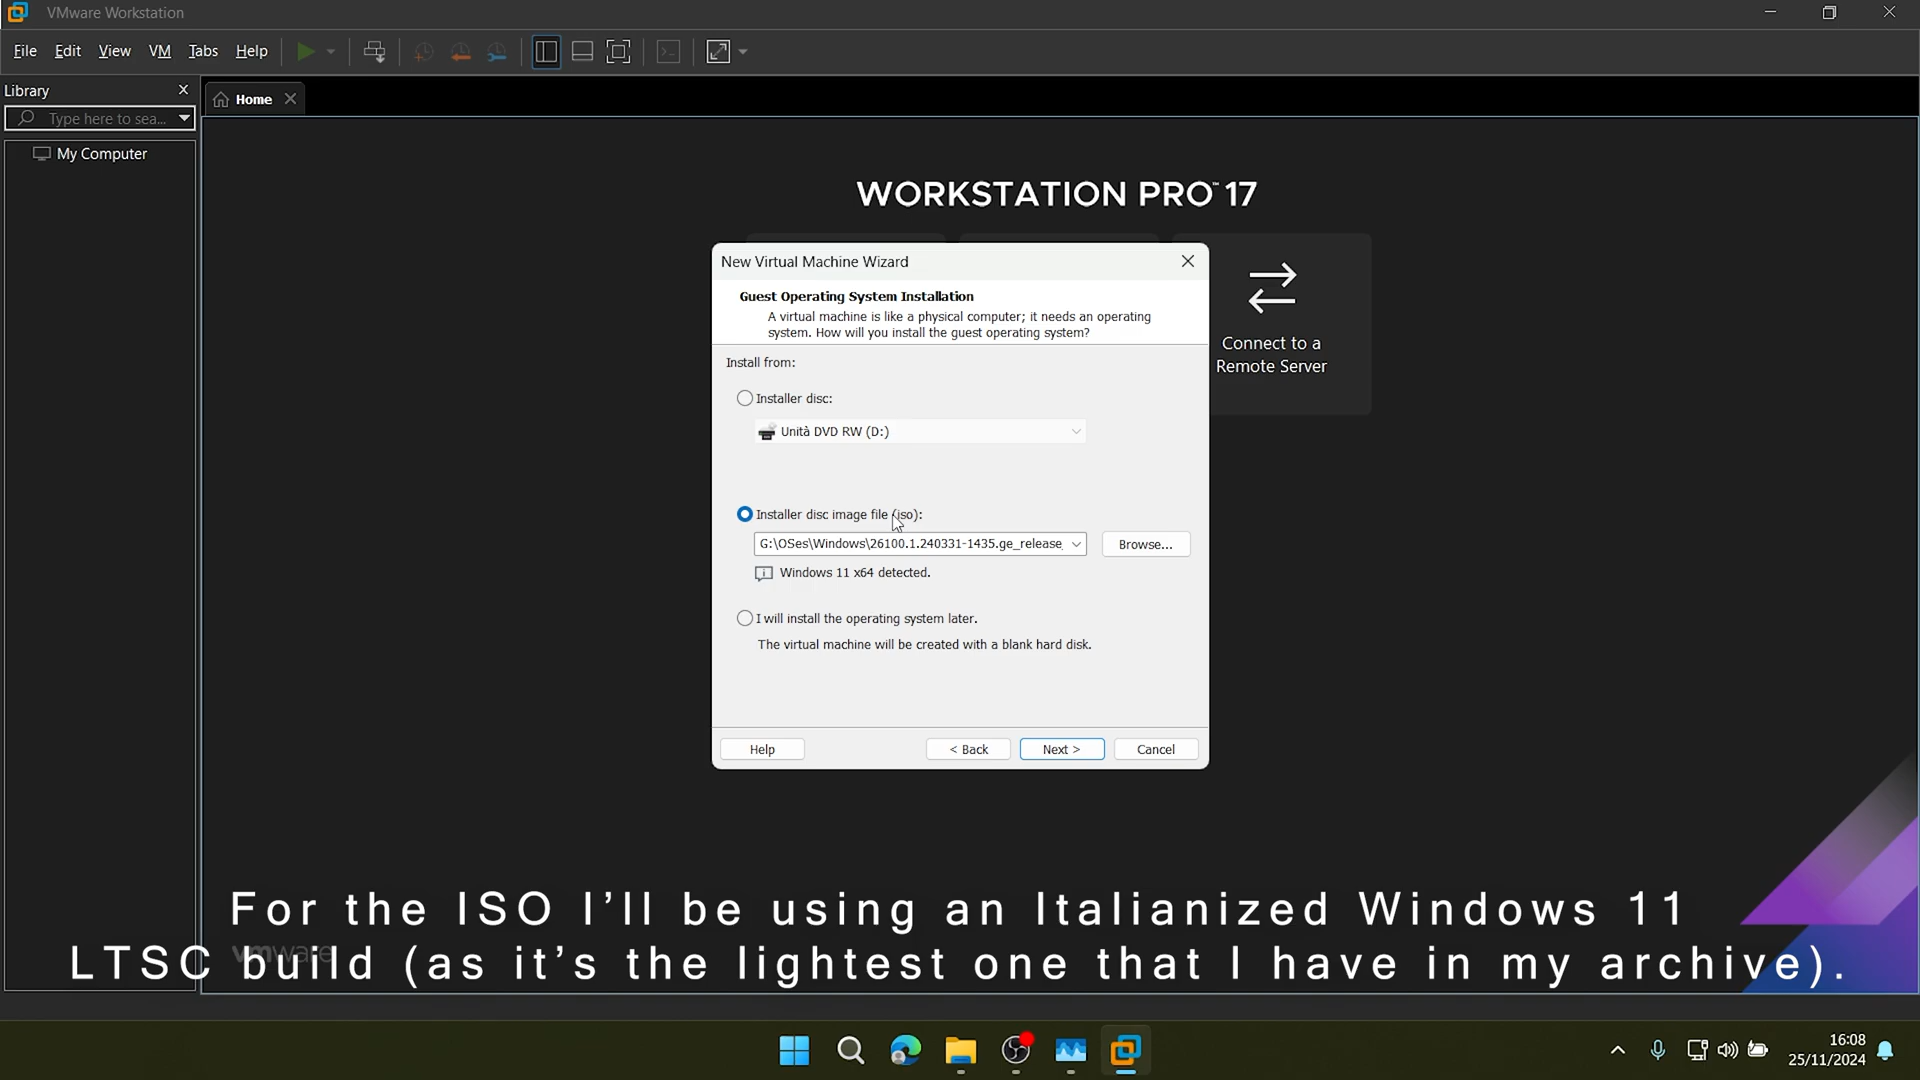 VMware Workstation
File Edit View VM Tabs Help
Library
Type here to sea...
Home
My Computer
WORKSTATION PRO™ 17
New Virtual Machine Wizard
Guest Operating System Installation
A virtual machine is like a physical computer; it needs an operating
system. How will you install the guest operating system?
Connect to a
Remote Server
Install from:
Installer disc:
Unità DVD RW (D:)
Installer disc image file (iso):
G:\OSes\Windows\26100.1.240331-1435.ge_release_
Browse...
Windows 11 x64 detected.
I will install the operating system later.
The virtual machine will be created with a blank hard disk.
Help
< Back
Next >
Cancel
For the ISO I’ll be using an Italianized Windows 11
LTSC build (as it’s the lightest one that I have in my archive).
vmware
16:08
25/11/2024